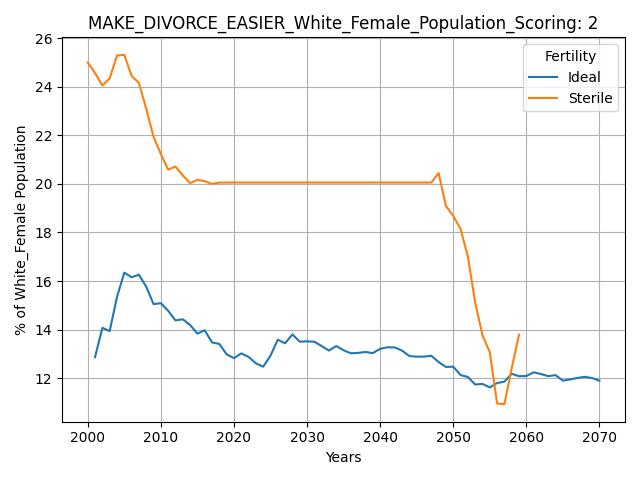 MAKE_DIVORCE_EASIER_White_Female_Population_Scoring: 2
Fertility
Ideal
Sterile
% of White_Female Population
26
24
22
20
18
16
14
12
2000 2010 2020 2030 2040 2050 2060 2070
Years